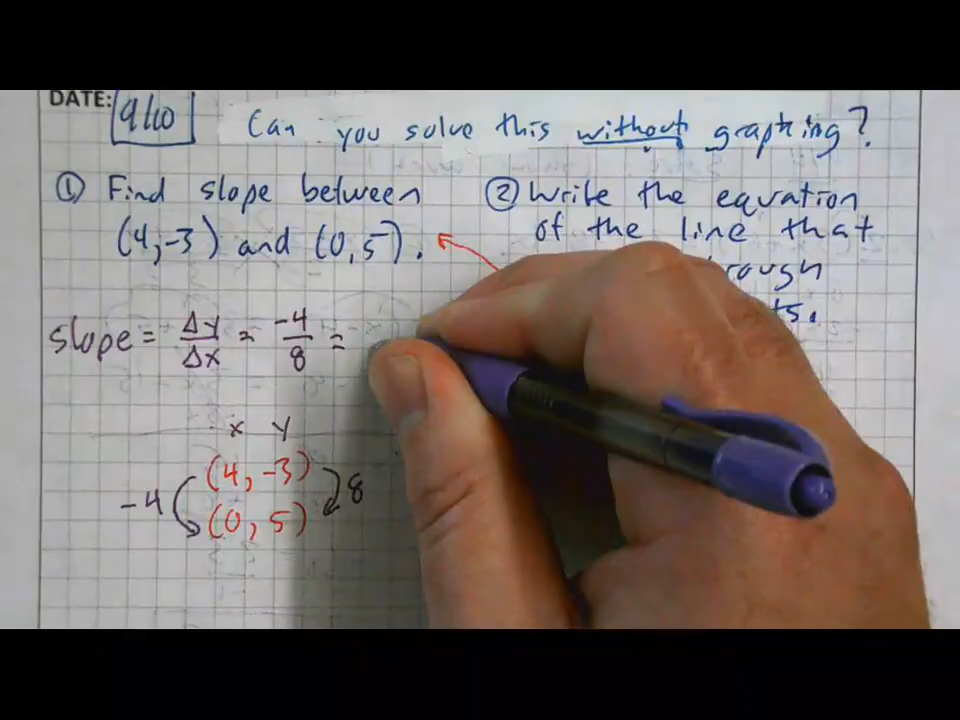 DATE: 9/10
Can you solve this without graphing?
① Find slope between
(4,-3) and (0,5).
② Write the equation
of the line that
slope = Δy/Δx = -4/8 =
x y
(4, -3)
-4 8
(0, 5)